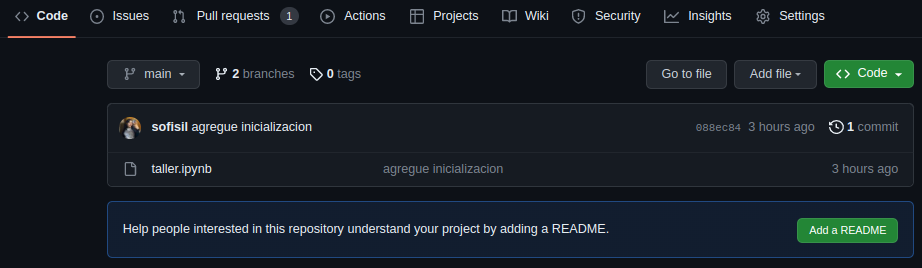 Code Issues Pull requests 1 Actions Projects Wiki Security Insights Settings
main 2 branches 0 tags Go to file Add file Code
sofisil agregue inicializacion 088ec84 3 hours ago 1 commit
taller.ipynb agregue inicializacion 3 hours ago
Help people interested in this repository understand your project by adding a README. Add a README